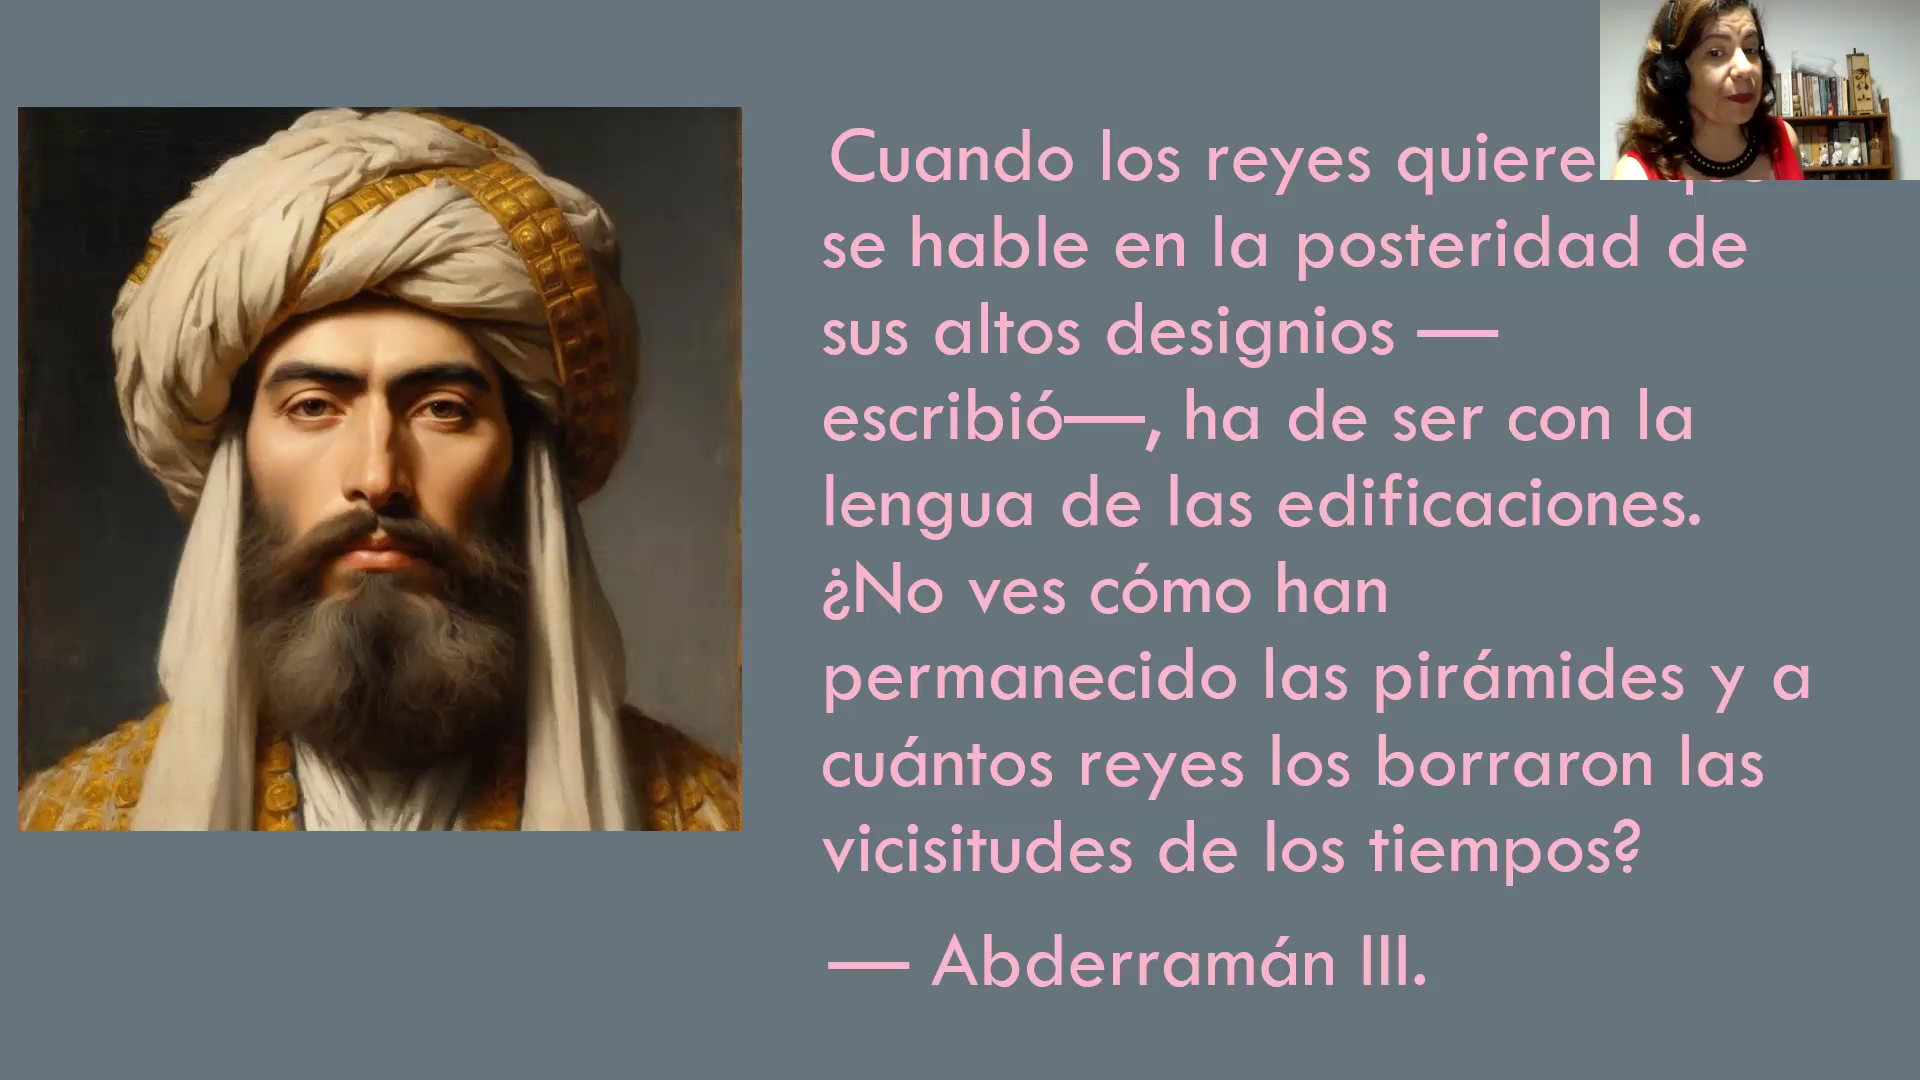 Cuando los reyes quiere
se hable en la posteridad de
sus altos designios —
escribió—, ha de ser con la
lengua de las edificaciones.
¿No ves cómo han
permanecido las pirámides y a
cuántos reyes los borraron las
vicisitudes de los tiempos?
— Abderramán III.